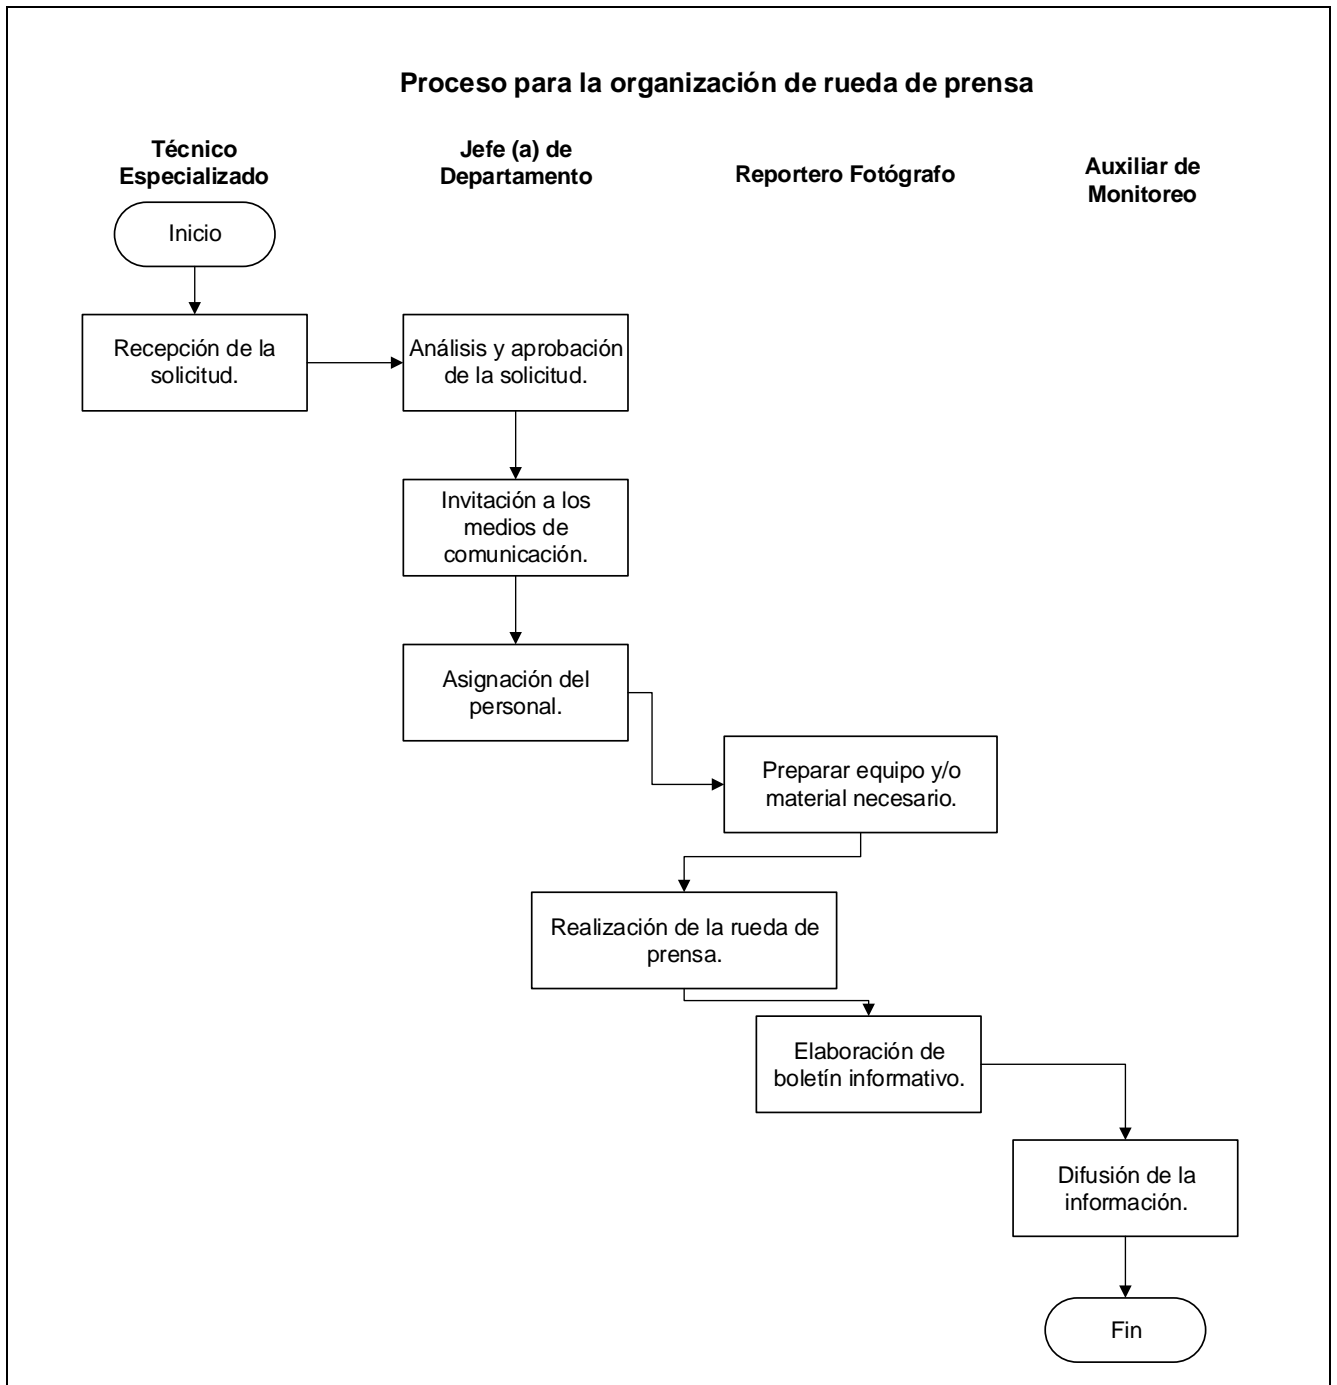 Proceso para la organización de rueda de prensa
Técnico
Especializado
Jefe (a) de
Departamento
Reportero Fotógrafo
Auxiliar de
Monitoreo
Inicio
Recepción de la
solicitud.
Análisis y aprobación
de la solicitud.
Invitación a los
medios de
comunicación.
Asignación del
personal.
Preparar equipo y/o
material necesario.
Realización de la rueda de
prensa.
Elaboración de
boletín informativo.
Difusión de la
información.
Fin